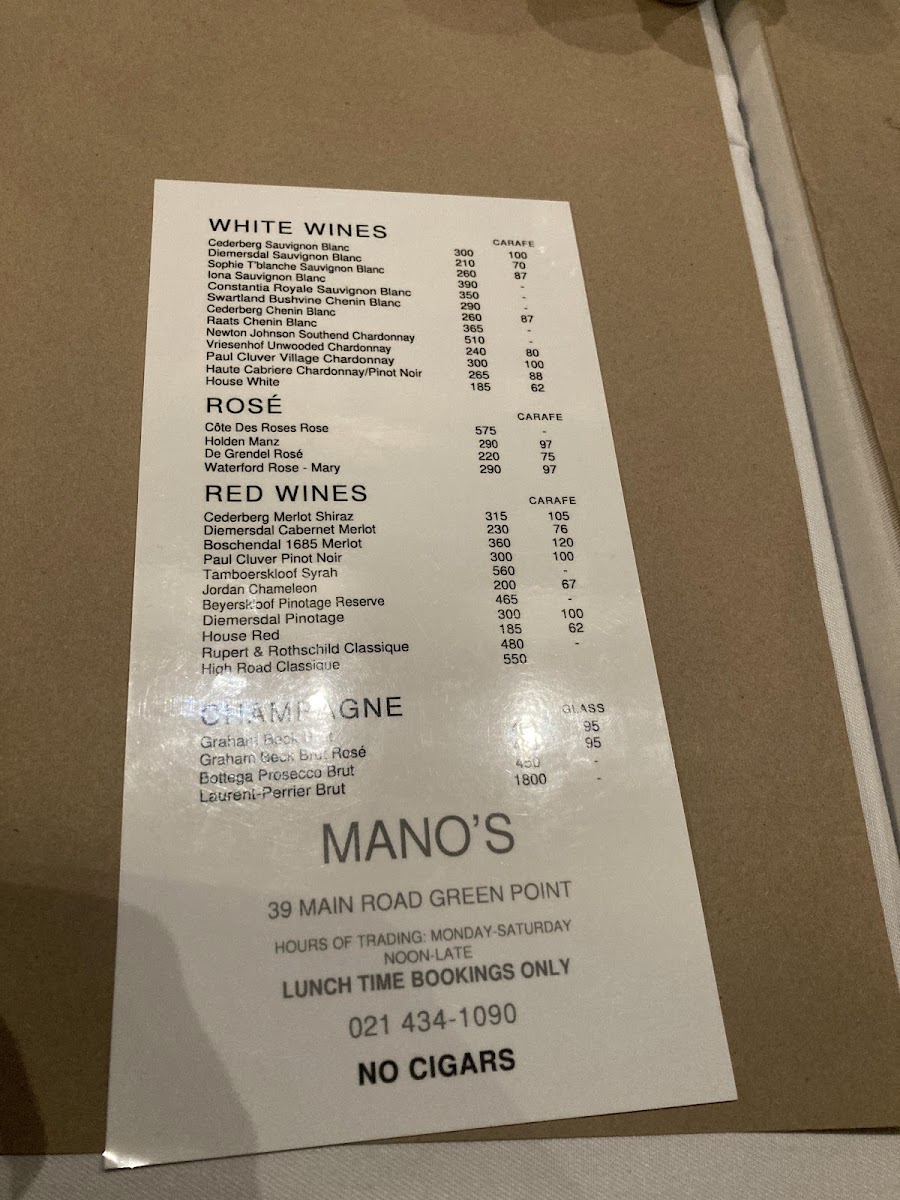 WHITE WINES CARAFE
Cederberg Sauvignon Blanc 300 100
Diemersdal Sauvignon Blanc 210 70
Sophie T'blanche Sauvignon Blanc 260 87
Iona Sauvignon Blanc 390 -
Constantia Royale Sauvignon Blanc 350 -
Swartland Bushvine Chenin Blanc 290 -
Cederberg Chenin Blanc 260 87
Raats Chenin Blanc 365 -
Newton Johnson Southend Chardonnay 510 -
Vriesenhof Unwooded Chardonnay 240 80
Paul Cluver Village Chardonnay 300 100
Haute Cabriere Chardonnay/Pinot Noir 265 88
House White 185 62
ROSÉ CARAFE
Côte Des Roses Rose 575 -
Holden Manz 290 97
De Grendel Rosé 220 75
Waterford Rose - Mary 290 97
RED WINES CARAFE
Cederberg Merlot Shiraz 315 105
Diemersdal Cabernet Merlot 230 76
Boschendal 1685 Merlot 360 120
Paul Cluver Pinot Noir 300 100
Tamboerskloof Syrah 560 -
Jordan Chameleon 200 67
Beyerskloof Pinotage Reserve 465 -
Diemersdal Pinotage 300 100
House Red 185 62
Rupert & Rothschild Classique 480 -
High Road Classique 550
CHAMPAGNE GLASS
Graham Beck Brut 95
Graham Beck Brut Rosé 95
Bottega Prosecco Brut 450 -
Laurent-Perrier Brut 1800 -
MANO'S
39 MAIN ROAD GREEN POINT
HOURS OF TRADING: MONDAY-SATURDAY
NOON-LATE
LUNCH TIME BOOKINGS ONLY
021 434-1090
NO CIGARS